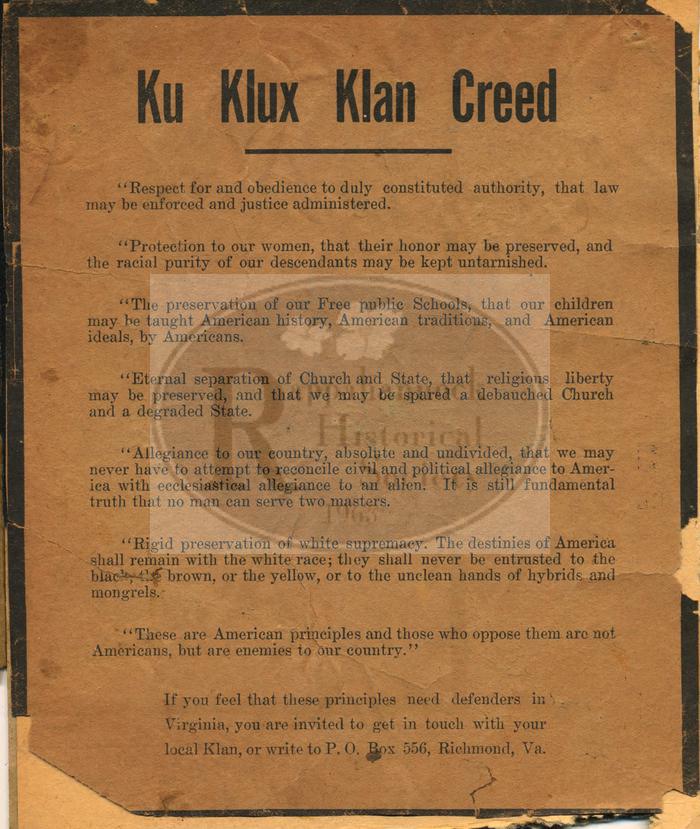 Ku Klux Klan Creed
"Respect for and obedience to duly constituted authority, that law
may be enforced and justice administered.
"Protection to our women, that their honor may be preserved, and
the racial purity of our descendants may be kept untarnished.
"The preservation of our Free public Schools, that our children
may be taught American history, American traditions, and American
ideals, by Americans.
"Eternal separation of Church and State, that religious liberty
may be preserved, and that we may be spared a debauched Church
and a degraded State.
"Allegiance to our country, absolute and undivided, that we may
never have to attempt to reconcile civil and political allegiance to Amer-
ica with ecclesiastical allegiance to an alien. It is still fundamental
truth that no man can serve two masters.
"Rigid preservation of white supremacy. The destinies of America
shall remain with the white race; they shall never be entrusted to the
black, the brown, or the yellow, or to the unclean hands of hybrids and
mongrels.
"These are American principles and those who oppose them are not
Americans, but are enemies to our country."
If you feel that these principles need defenders in
Virginia, you are invited to get in touch with your
local Klan, or write to P. O. Box 556, Richmond, Va.
Historical